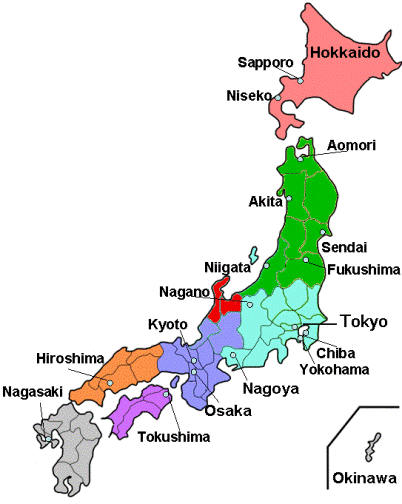 Hokkaido
Sapporo
Niseko
Aomori
Akita
Sendai
Niigata
Fukushima
Nagano
Kyoto
Tokyo
Hiroshima
Chiba
Yokohama
Nagasaki
Nagoya
Osaka
Tokushima
Okinawa